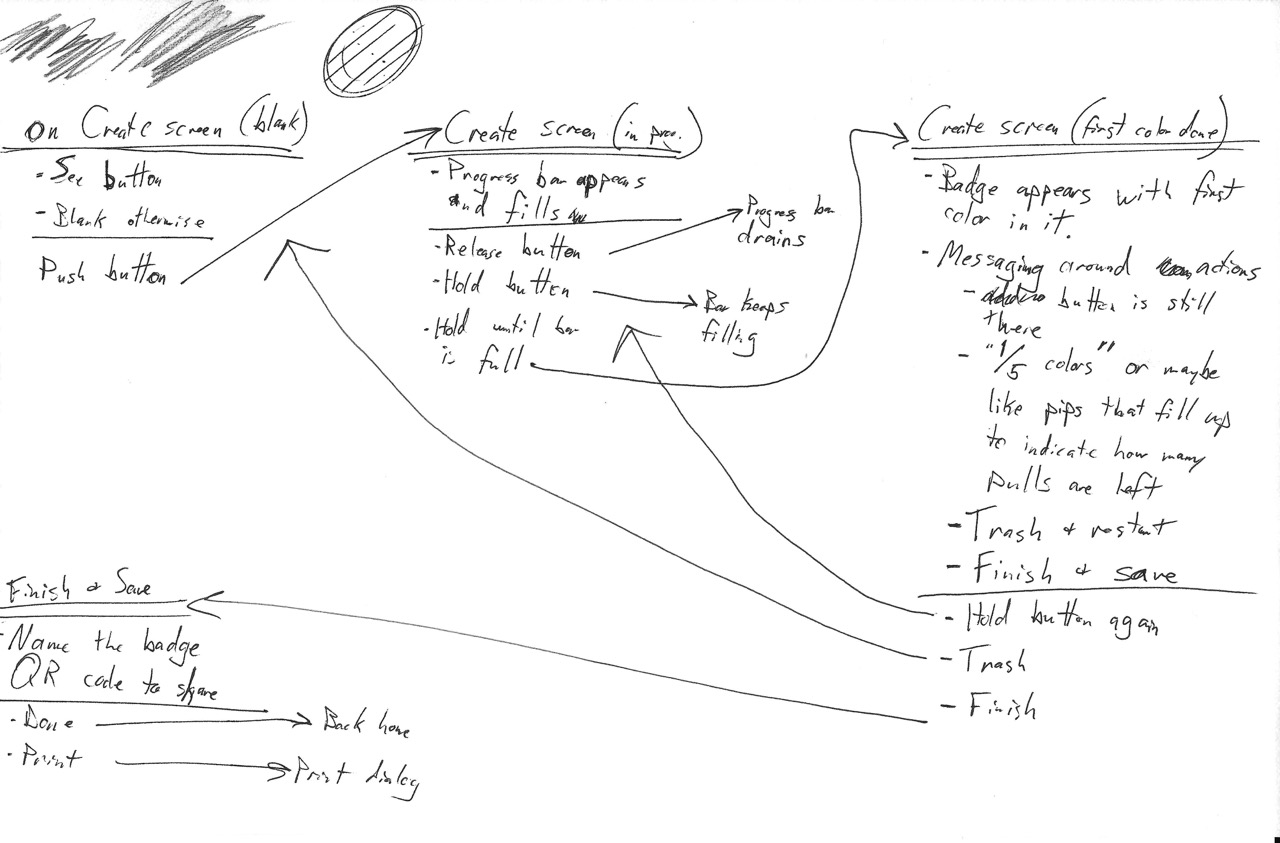 On Create screen (blank)
- See button
- Blank otherwise
Push button
Create screen (in prog.)
- Progress bar appears
and fills
- Release button
- Hold button
- Hold until bar
is full
Progress bar
drains
Bar keeps
filling
Create screen (first color done)
- Badge appears with first
color in it.
- Messaging around actions
- button is still
there
- "1/5 colors" or maybe
like pips that fill up
to indicate how many
pulls are left
- Trash & restart
- Finish & save
- Hold button again
- Trash
- Finish
Finish & Save
- Name the badge
QR code to share
- Done
Back home
- Print
Print dialog